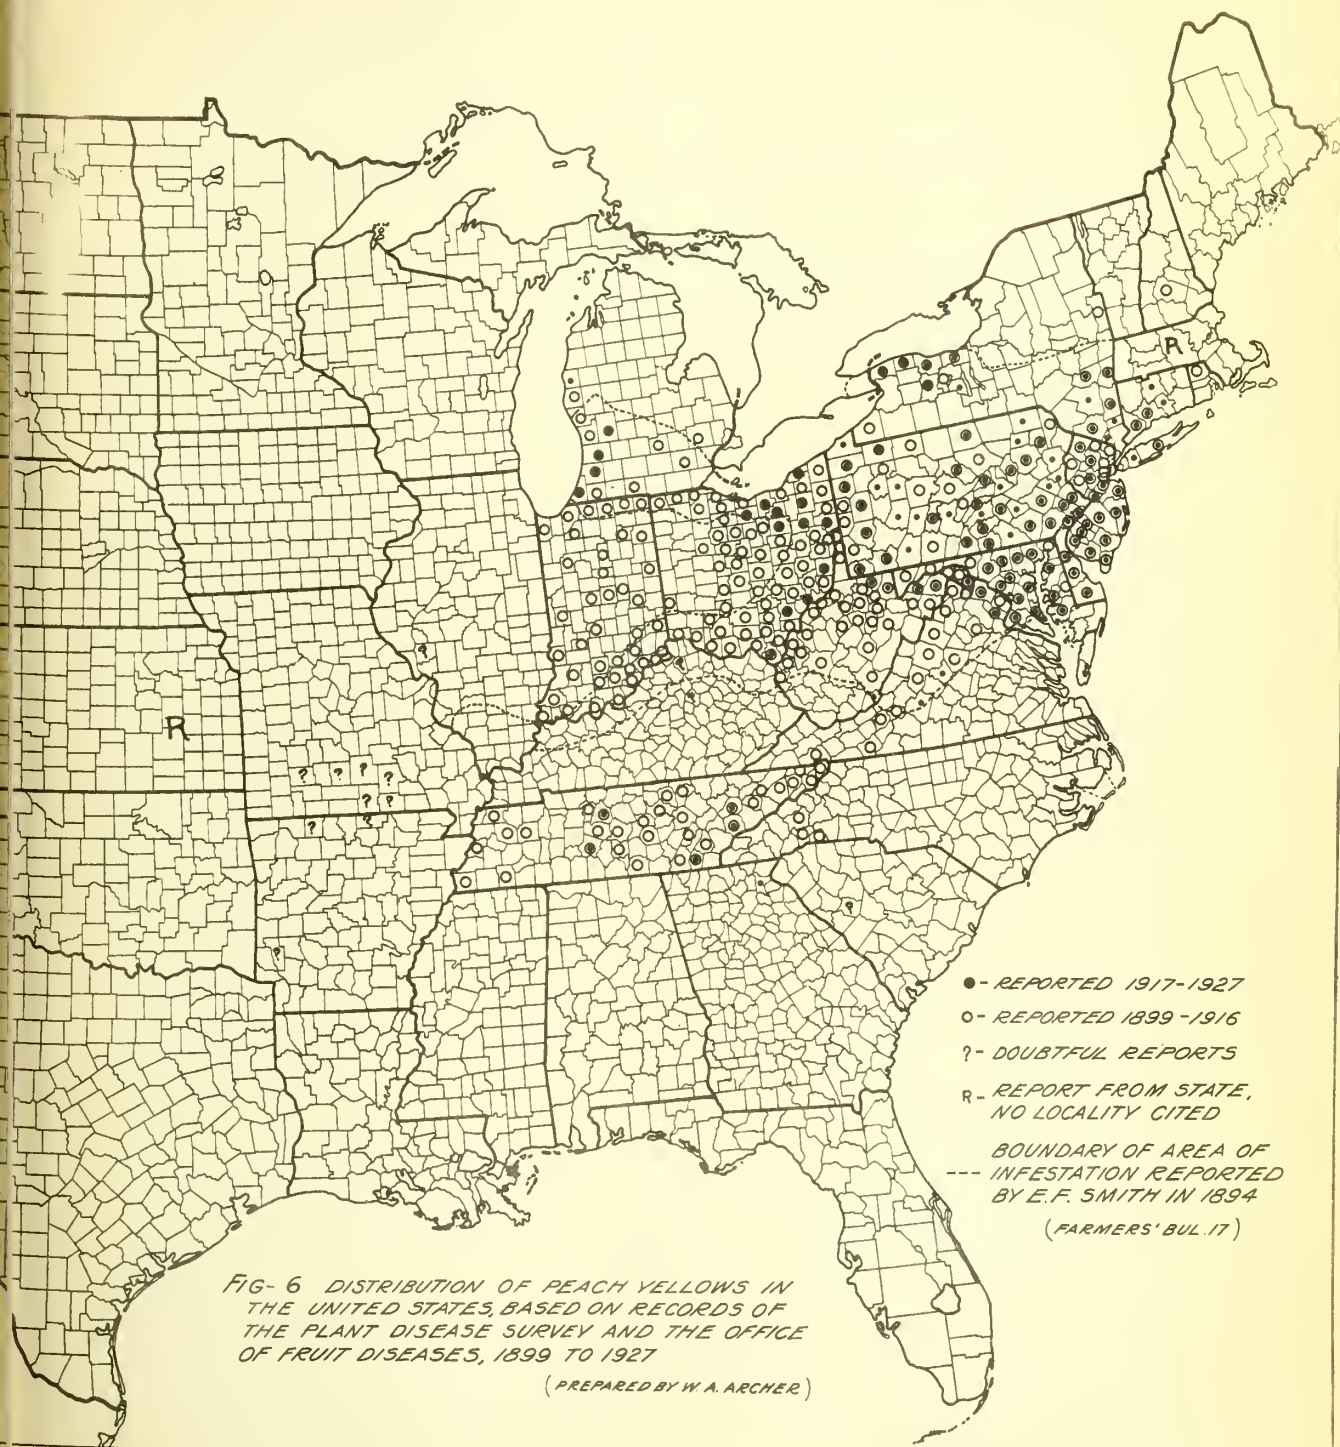 R
R
?
?
? ? ? ?
? ?
? ?
?
?
?
●- REPORTED 1917-1927
○- REPORTED 1899-1916
?- DOUBTFUL REPORTS
R- REPORT FROM STATE,
NO LOCALITY CITED
BOUNDARY OF AREA OF
--- INFESTATION REPORTED
BY E.F. SMITH IN 1894
(FARMERS' BUL. 17)
FIG- 6 DISTRIBUTION OF PEACH YELLOWS IN
THE UNITED STATES, BASED ON RECORDS OF
THE PLANT DISEASE SURVEY AND THE OFFICE
OF FRUIT DISEASES, 1899 TO 1927
(PREPARED BY W. A. ARCHER)